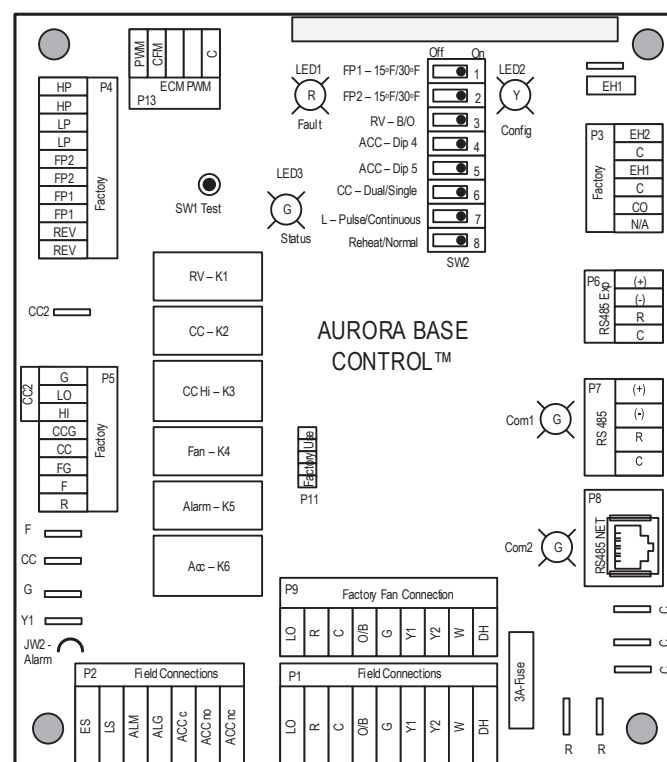 PWM
CFM
C
P13 ECM PWM
P4
HP
HP
LP
LP
FP2
FP2
FP1
FP1
REV
REV
Factory
SW1 Test
LED1
R
Fault
LED3
G
Status
Off On
FP1 – 15ºF/30ºF 1
FP2 – 15ºF/30ºF 2
RV – B/O 3
ACC – Dip 4 4
ACC – Dip 5 5
CC – Dual/Single 6
L – Pulse/Continuous 7
Reheat/Normal 8
SW2
LED2
Y
Config
EH1
P3
Factory
EH2
C
EH1
C
CO
N/A
P6
RS485 Exp
(+)
(-)
R
C
P7
RS 485
(+)
(-)
R
C
Com1 G
P8
RS485 NET
Com2 G
CC2
RV – K1
CC – K2
CC Hi – K3
Fan – K4
Alarm – K5
Acc – K6
AURORA BASE
CONTROL™
Factory Use
P11
CC2
P5
Factory
G
LO
HI
CCG
CC
FG
F
R
F
CC
G
Y1
JW2 -
Alarm
P2 Field Connections
ES
LS
ALM
ALG
ACC c
ACC no
ACC nc
P9 Factory Fan Connection
LO
R
C
O/B
G
Y1
Y2
W
DH
P1 Field Connections
LO
R
C
O/B
G
Y1
Y2
W
DH
3A-Fuse
C
C
C
R R